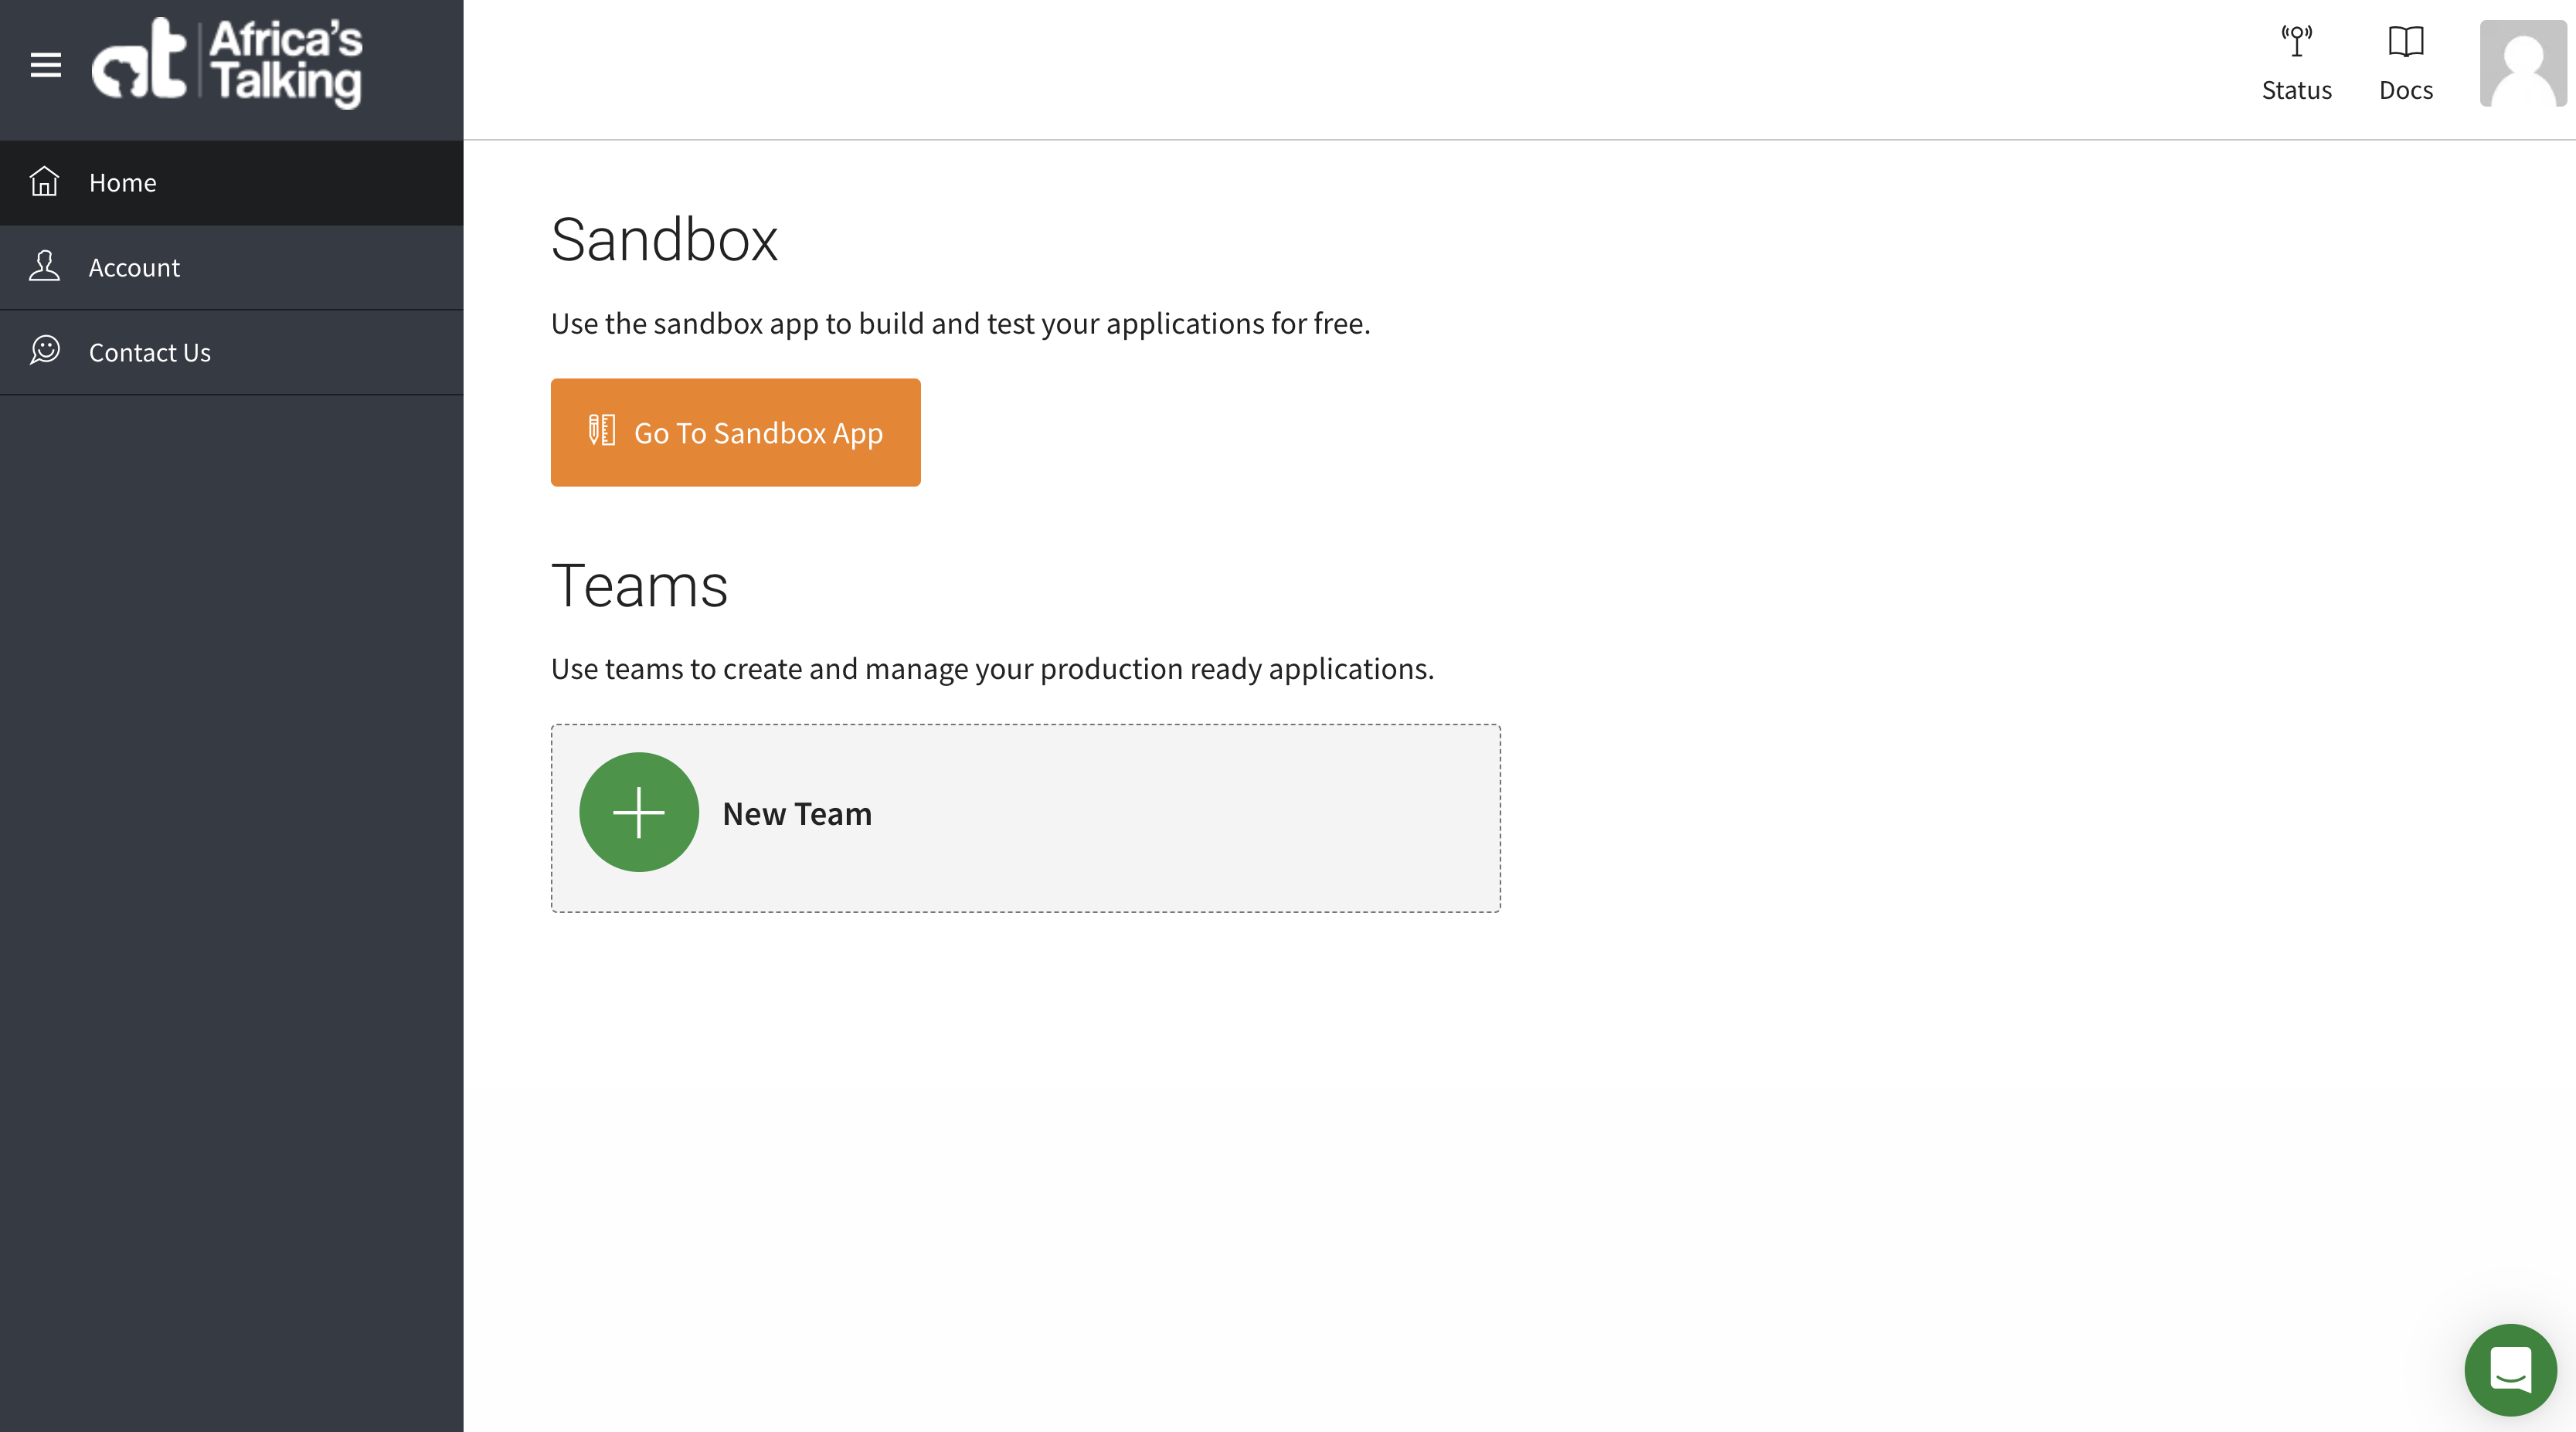 Africa's
Talking
Status
Docs
Home
Account
Contact Us
Sandbox
Use the sandbox app to build and test your applications for free.
Go To Sandbox App
Teams
Use teams to create and manage your production ready applications.
New Team